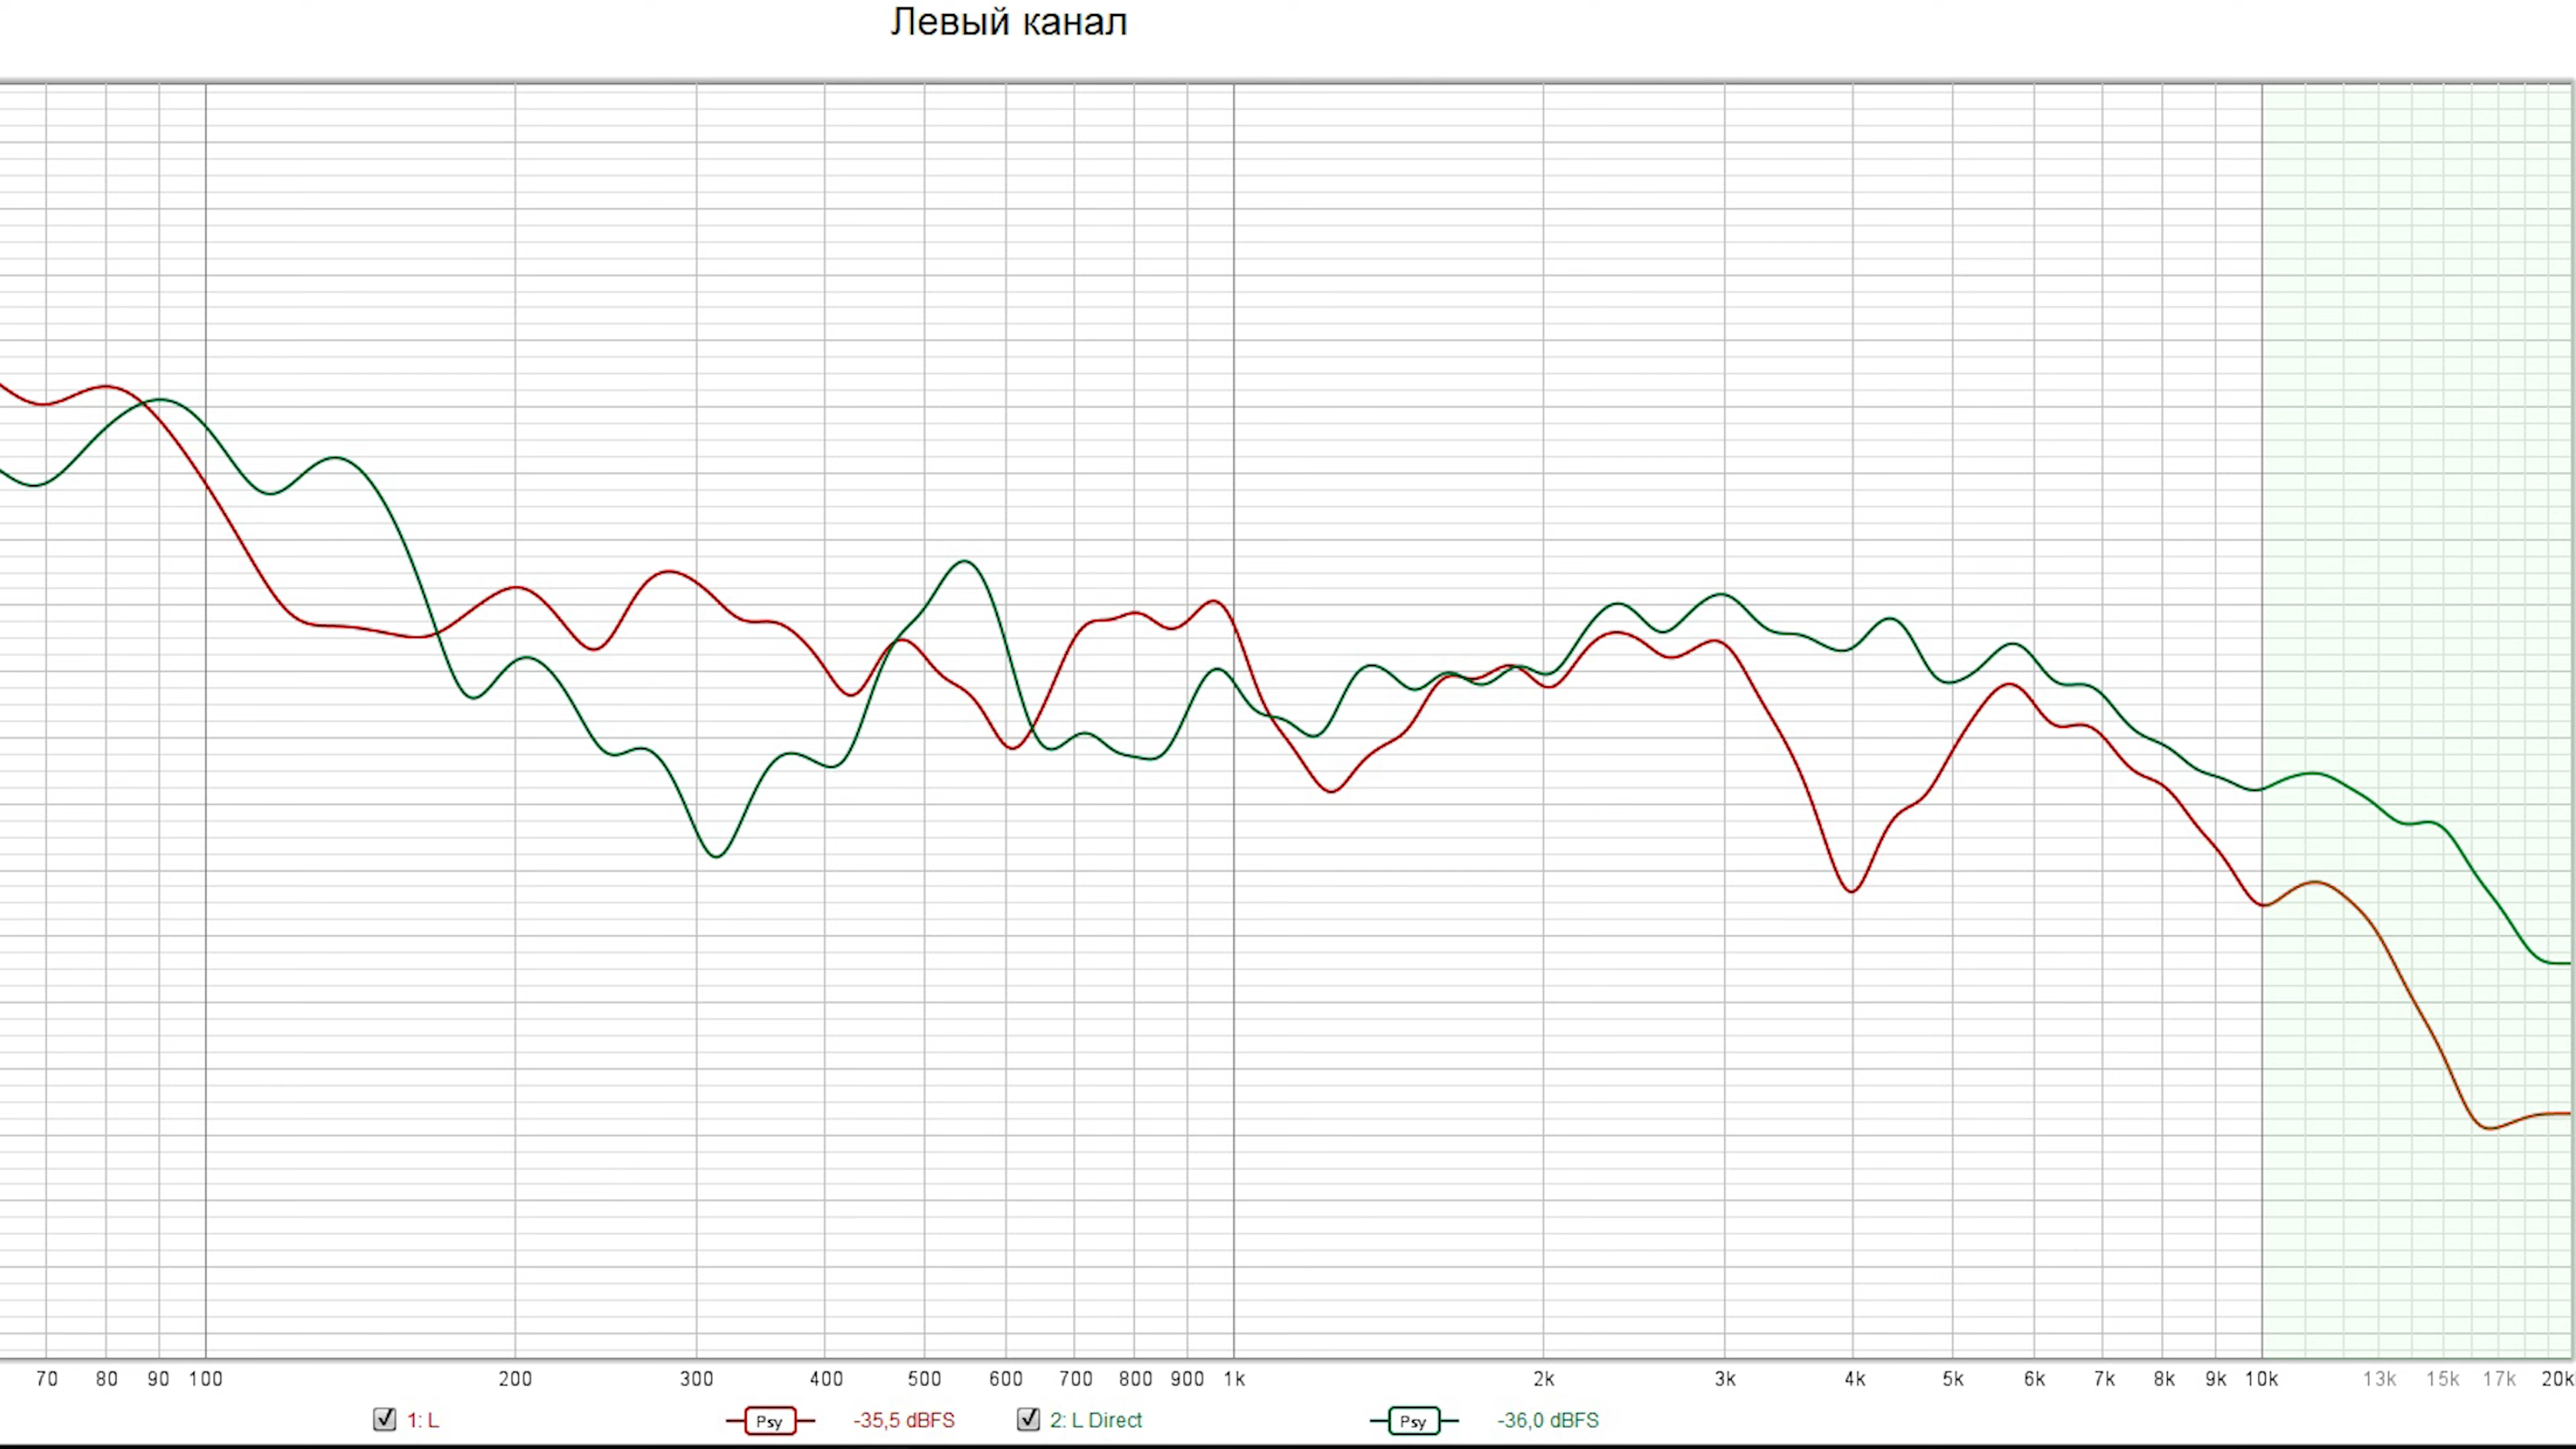 Левый канал
70 80 90 100 200 300 400 500 600 700 800 900 1k 2k 3k 4k 5k 6k 7k 8k 9k 10k 13k 15k 17k 20k
1: L Psy -35,5 dBFS 2: L Direct Psy -36,0 dBFS